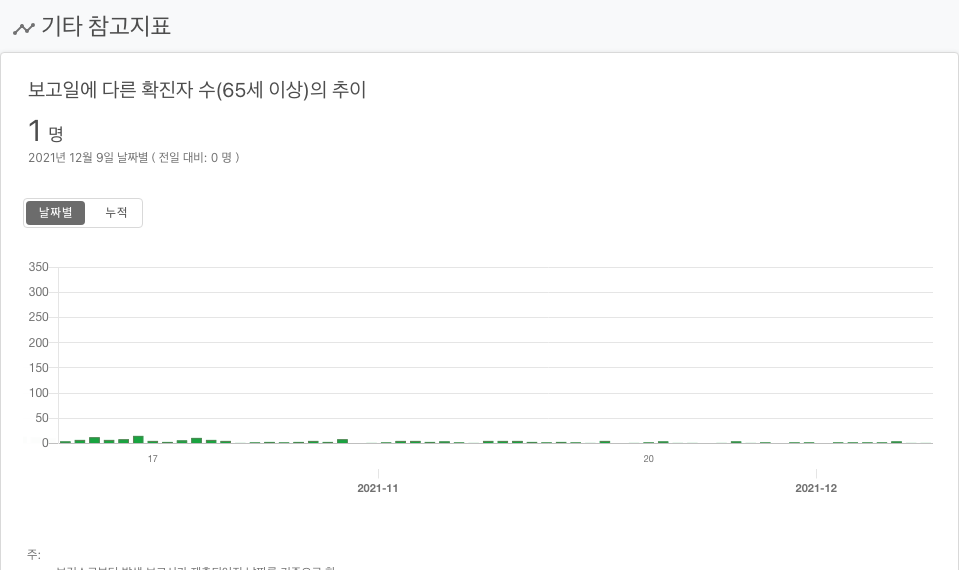 기타 참고지표
보고일에 다른 확진자 수(65세 이상)의 추이
1 명
2021년 12월 9일 날짜별 ( 전일 대비: 0 명 )
날짜별 누적
350
300
250
200
150
100
50
0
17 20
2021-11 2021-12
주: